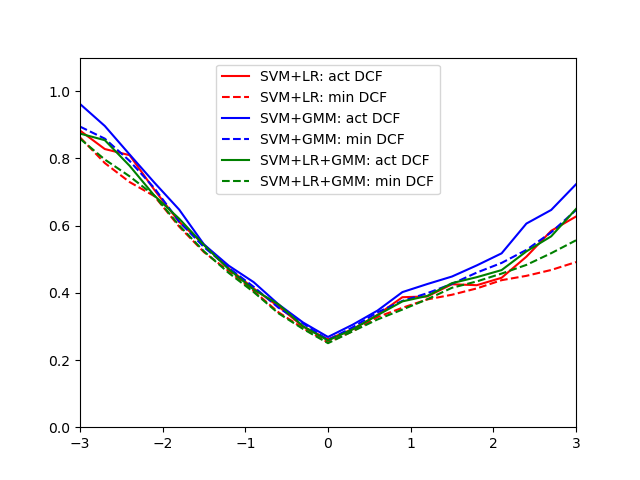 SVM+LR: act DCF
SVM+LR: min DCF
SVM+GMM: act DCF
SVM+GMM: min DCF
SVM+LR+GMM: act DCF
SVM+LR+GMM: min DCF
1.0
0.8
0.6
0.4
0.2
0.0
−3 −2 −1 0 1 2 3